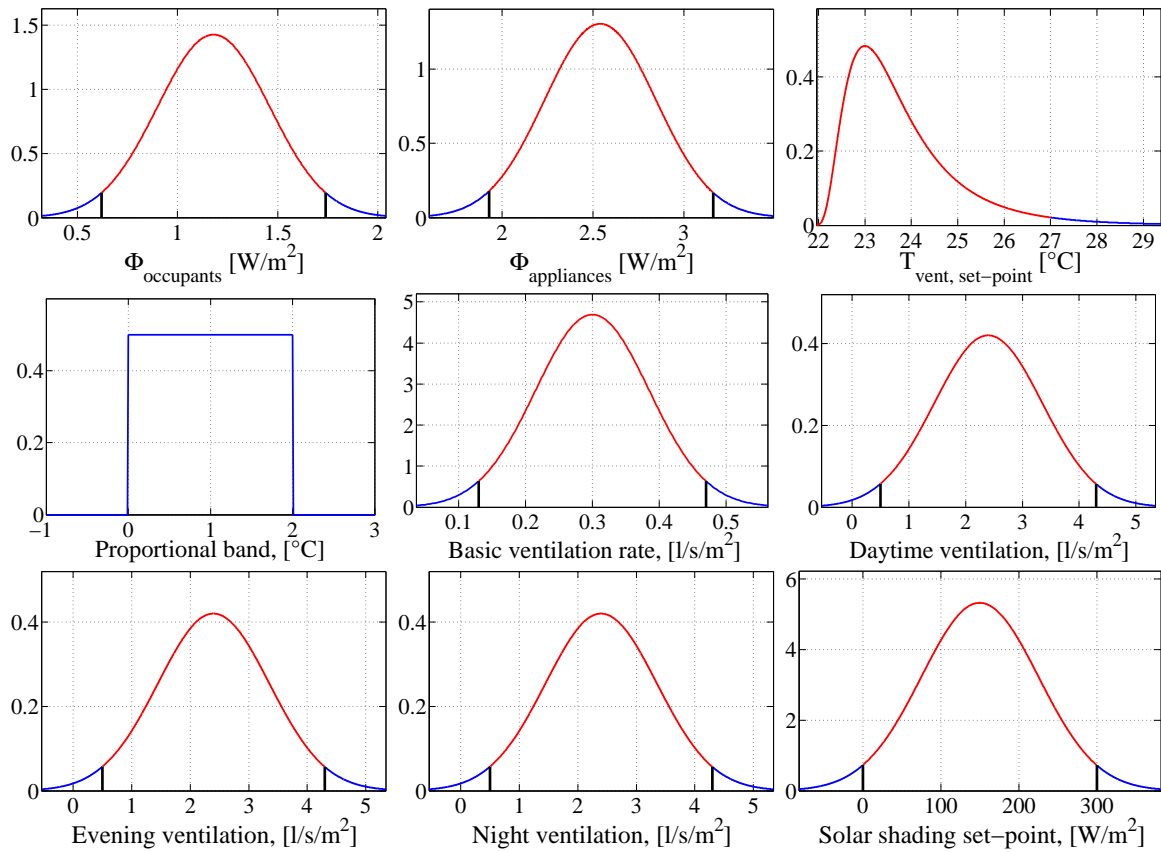 1.5
1
0.5
0
0.5 1 1.5 2
Φoccupants [W/m²]
1
0
2 2.5 3
Φappliances [W/m²]
0.4
0.2
0
22 23 24 25 26 27 28 29
Tvent, set−point [°C]
0.4
0.2
0
−1 0 1 2 3
Proportional band, [°C]
5
4
3
2
1
0
0.1 0.2 0.3 0.4 0.5
Basic ventilation rate, [l/s/m²]
0.4
0.2
0
0 1 2 3 4 5
Daytime ventilation, [l/s/m²]
0.4
0.2
0
0 1 2 3 4 5
Evening ventilation, [l/s/m²]
0.4
0.2
0
0 1 2 3 4 5
Night ventilation, [l/s/m²]
6
4
2
0
0 100 200 300
Solar shading set−point, [W/m²]